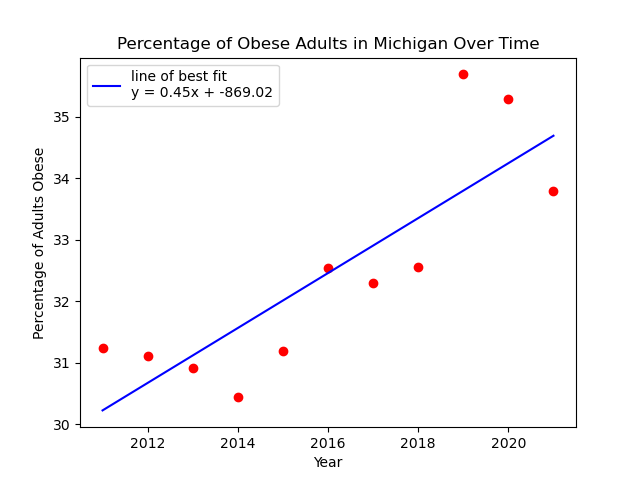 Percentage of Obese Adults in Michigan Over Time
line of best fit
y = 0.45x + -869.02
Percentage of Adults Obese
35
34
33
32
31
30
2012 2014 2016 2018 2020
Year